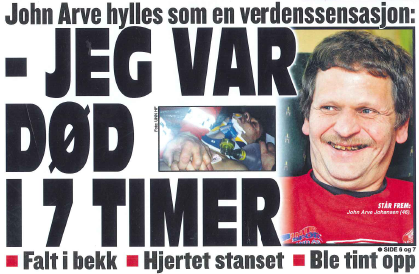 John Arve hylles som en verdenssensasjon:
- JEG VAR
DØD
I 7 TIMER
STÅR FREM:
John Arve Johansen (46).
● SIDE 6 og 7
■ Falt i bekk ■ Hjertet stanset ■ Ble tint opp